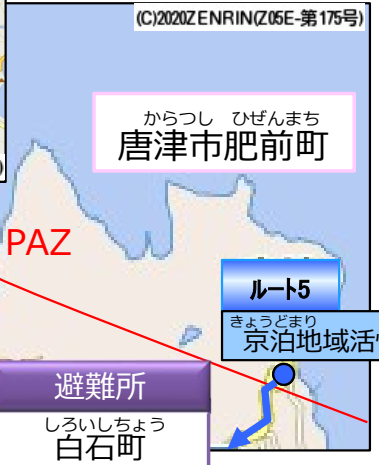 (C)2020ZENRIN(Z05E-第175号)
からつし ひぜんまち
唐津市肥前町
PAZ
ルート5
きょうどまり
京泊地域活
避難所
しろいしちょう
白石町